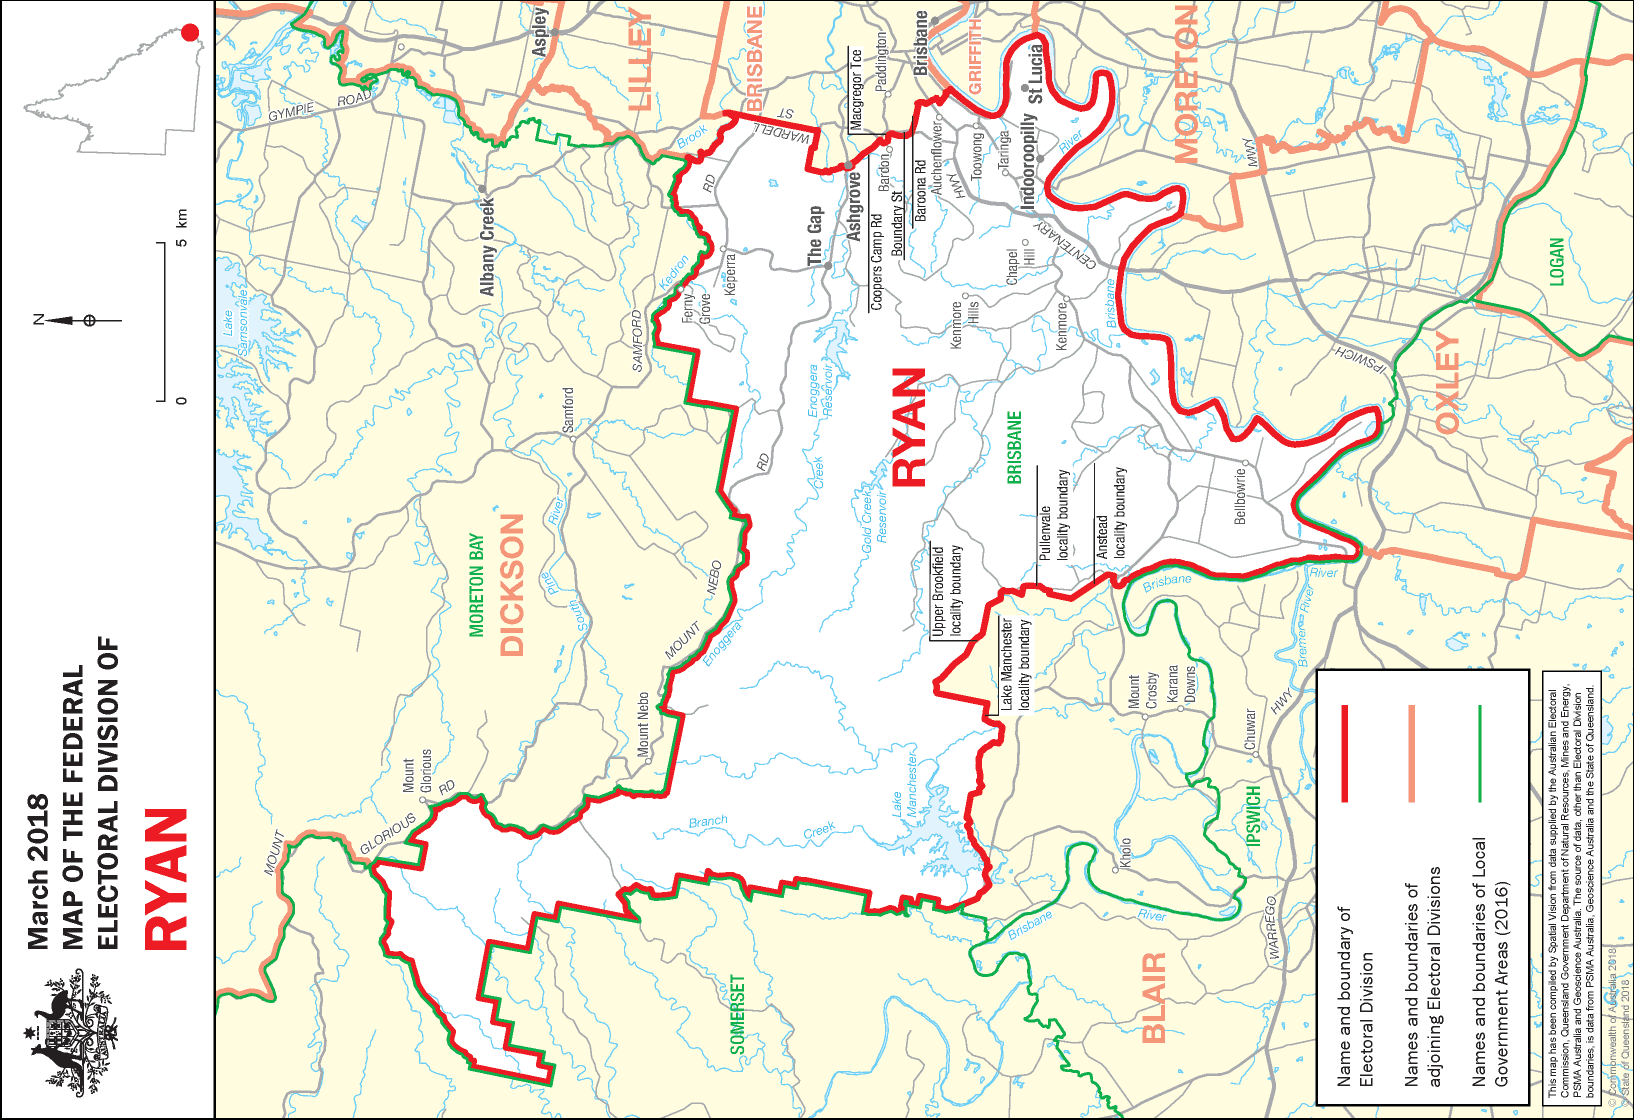 March 2018
MAP OF THE FEDERAL
ELECTORAL DIVISION OF
RYAN
AUSTRALIA
N
0
5 km
GYMPIE
ROAD
Aspley
LILLEY
BRISBANE
Brisbane
GRIFFITH
MORETON
Lake
Samsonvale
Albany Creek
Brook
WARDELL
ST
Macgregor Tce
Paddington
St Lucia
River
MWY
RD
Ashgrove
Bardon
Auchenflower
Toowong
Taringa
Indooroopilly
HWY
The Gap
Coopers Camp Rd
Boundary St
Baroona Rd
Chapel
Hill
CENTENARY
Kedron
Keperra
Ferny
Grove
SAMFORD
Kenmore
Hills
Kenmore
Brisbane
LOGAN
IPSWICH
OXLEY
Samford
Enoggera
Reservoir
RYAN
BRISBANE
RD
Creek
Gold Creek
Reservoir
Bellbowrie
River
Pine
South
MORETON BAY
DICKSON
NEBO
MOUNT
Enoggera
Upper Brookfield
locality boundary
Pullenvale
locality boundary
Anstead
locality boundary
Lake Manchester
locality boundary
Brisbane
River
River
Bremer
Mount Nebo
Mount
Crosby
Karana
Downs
Chuwar
HWY
Mount
Glorious
RD
GLORIOUS
MOUNT
Branch
Creek
Lake
Manchester
IPSWICH
Kholo
Brisbane
River
WARREGO
SOMERSET
BLAIR
Name and boundary of
Electoral Division
Names and boundaries of
adjoining Electoral Divisions
Names and boundaries of Local
Government Areas (2016)
This map has been compiled by Spatial Vision from data supplied by the Australian Electoral
Commission, Queensland Government Department of Natural Resources, Mines and Energy,
PSMA Australia and Geoscience Australia. The source of data, other than Electoral Division
boundaries, is data from PSMA Australia, Geoscience Australia and the State of Queensland.
© Commonwealth of Australia 2018
© State of Queensland 2018